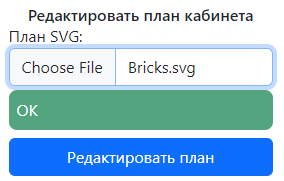 Редактировать план кабинета
План SVG:
Choose File Bricks.svg
OK
Редактировать план